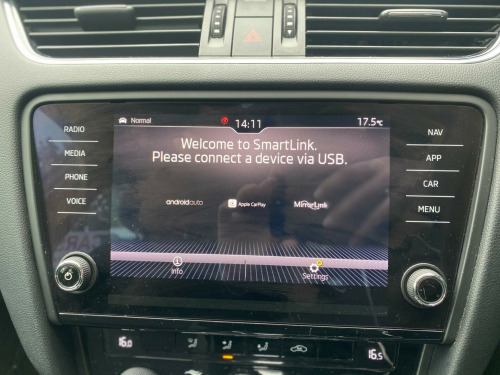 RADIO
MEDIA
PHONE
VOICE
Normal
14:11
17.5°c
Welcome to SmartLink.
Please connect a device via USB.
androidauto
Apple CarPlay
MirrorLink
Info
Settings
NAV
APP
CAR
MENU
16.0
16.5